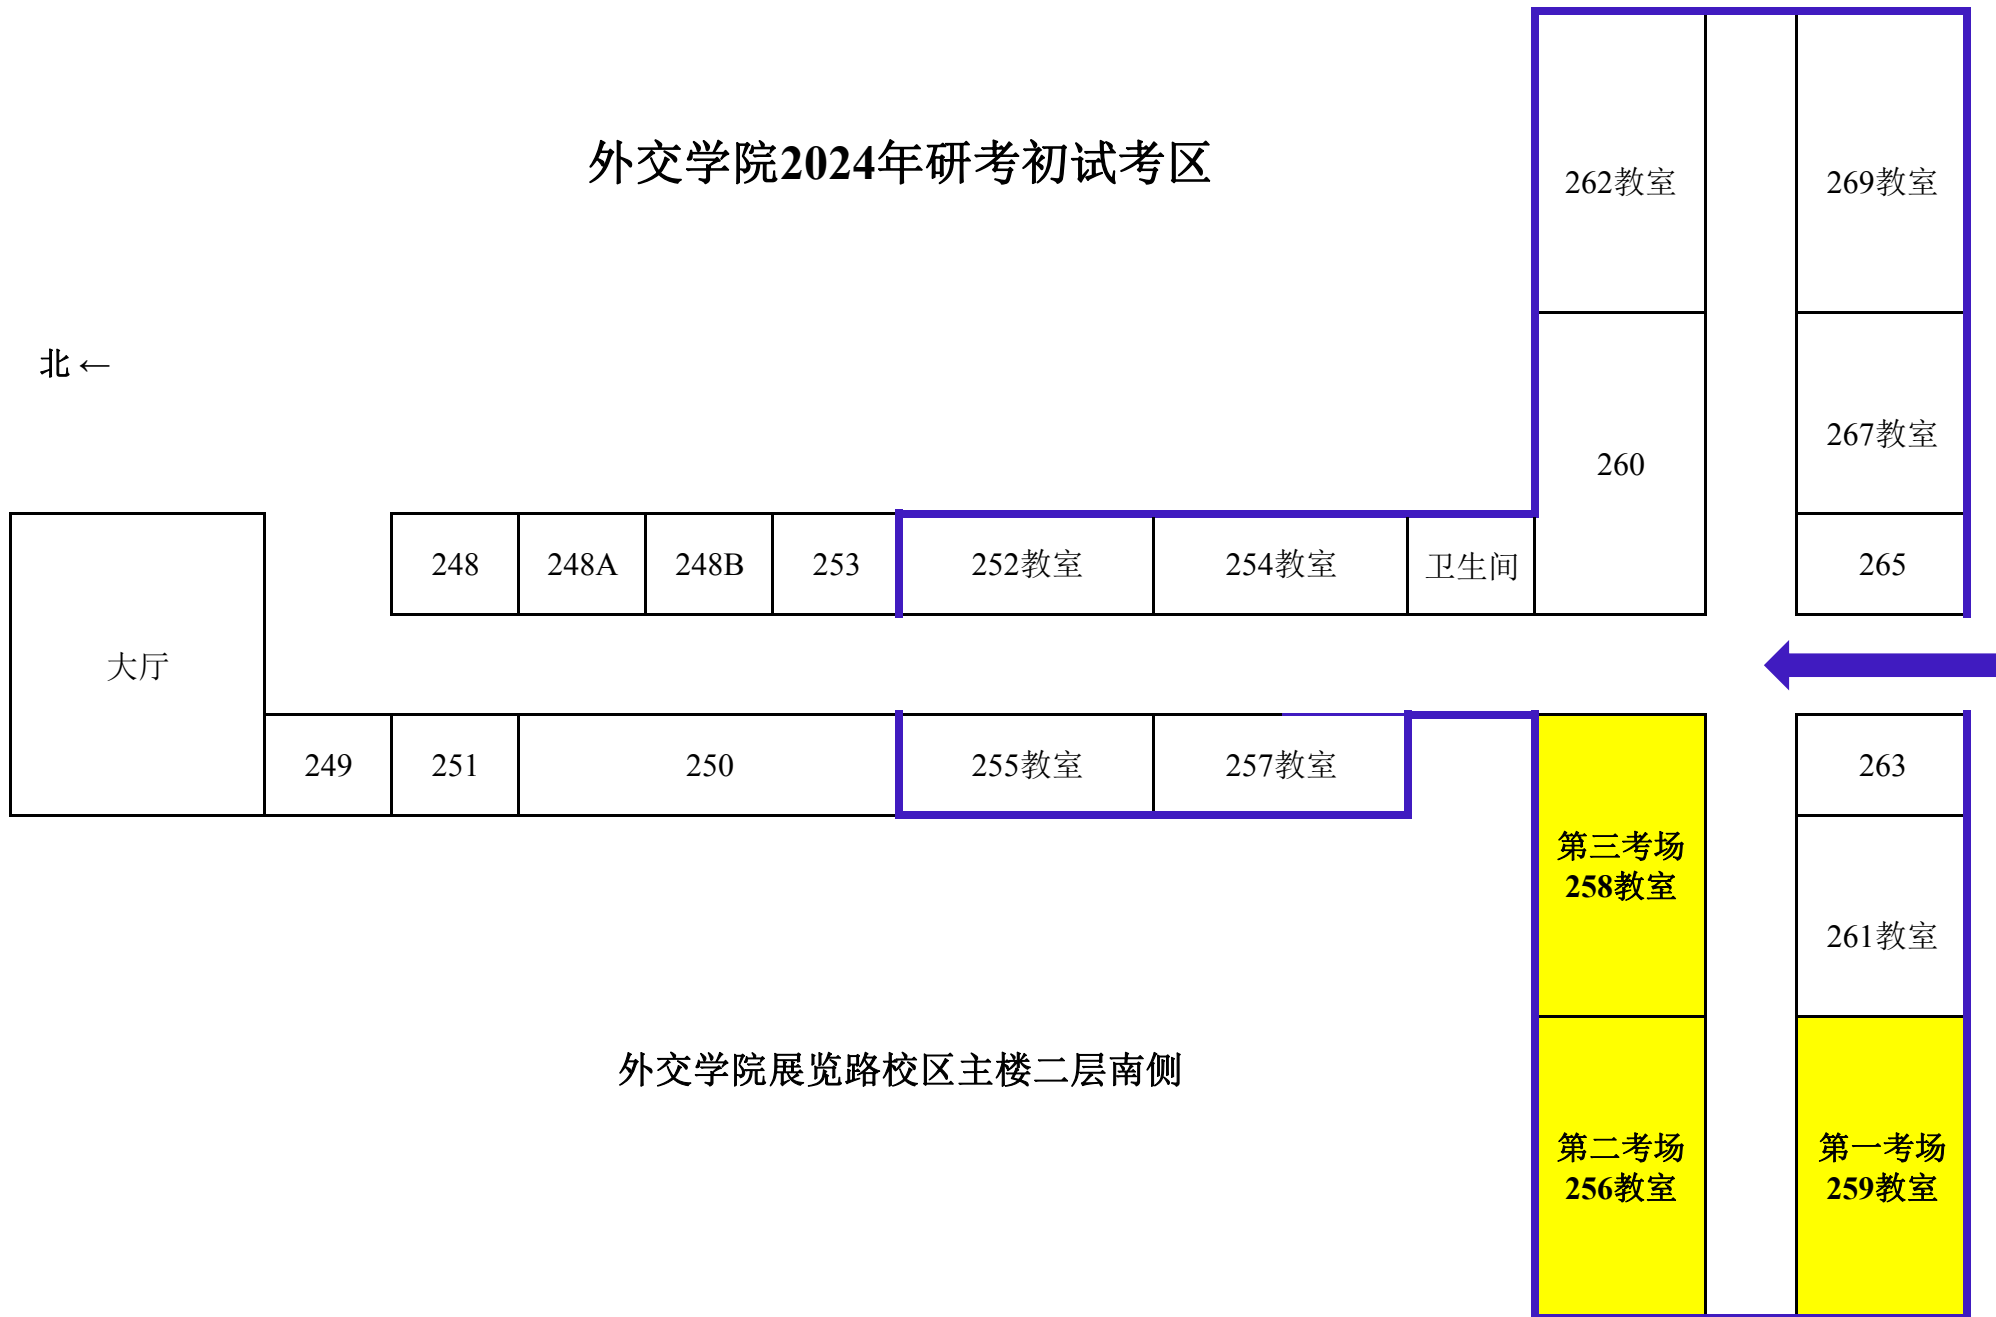 外交学院2024年研考初试考区
262教室
269教室
北←
267教室
260
248
248A
248B
253
252教室
254教室
卫生间
265
大厅
249
251
250
255教室
257教室
263
第三考场
258教室
261教室
外交学院展览路校区主楼二层南侧
第二考场
256教室
第一考场
259教室